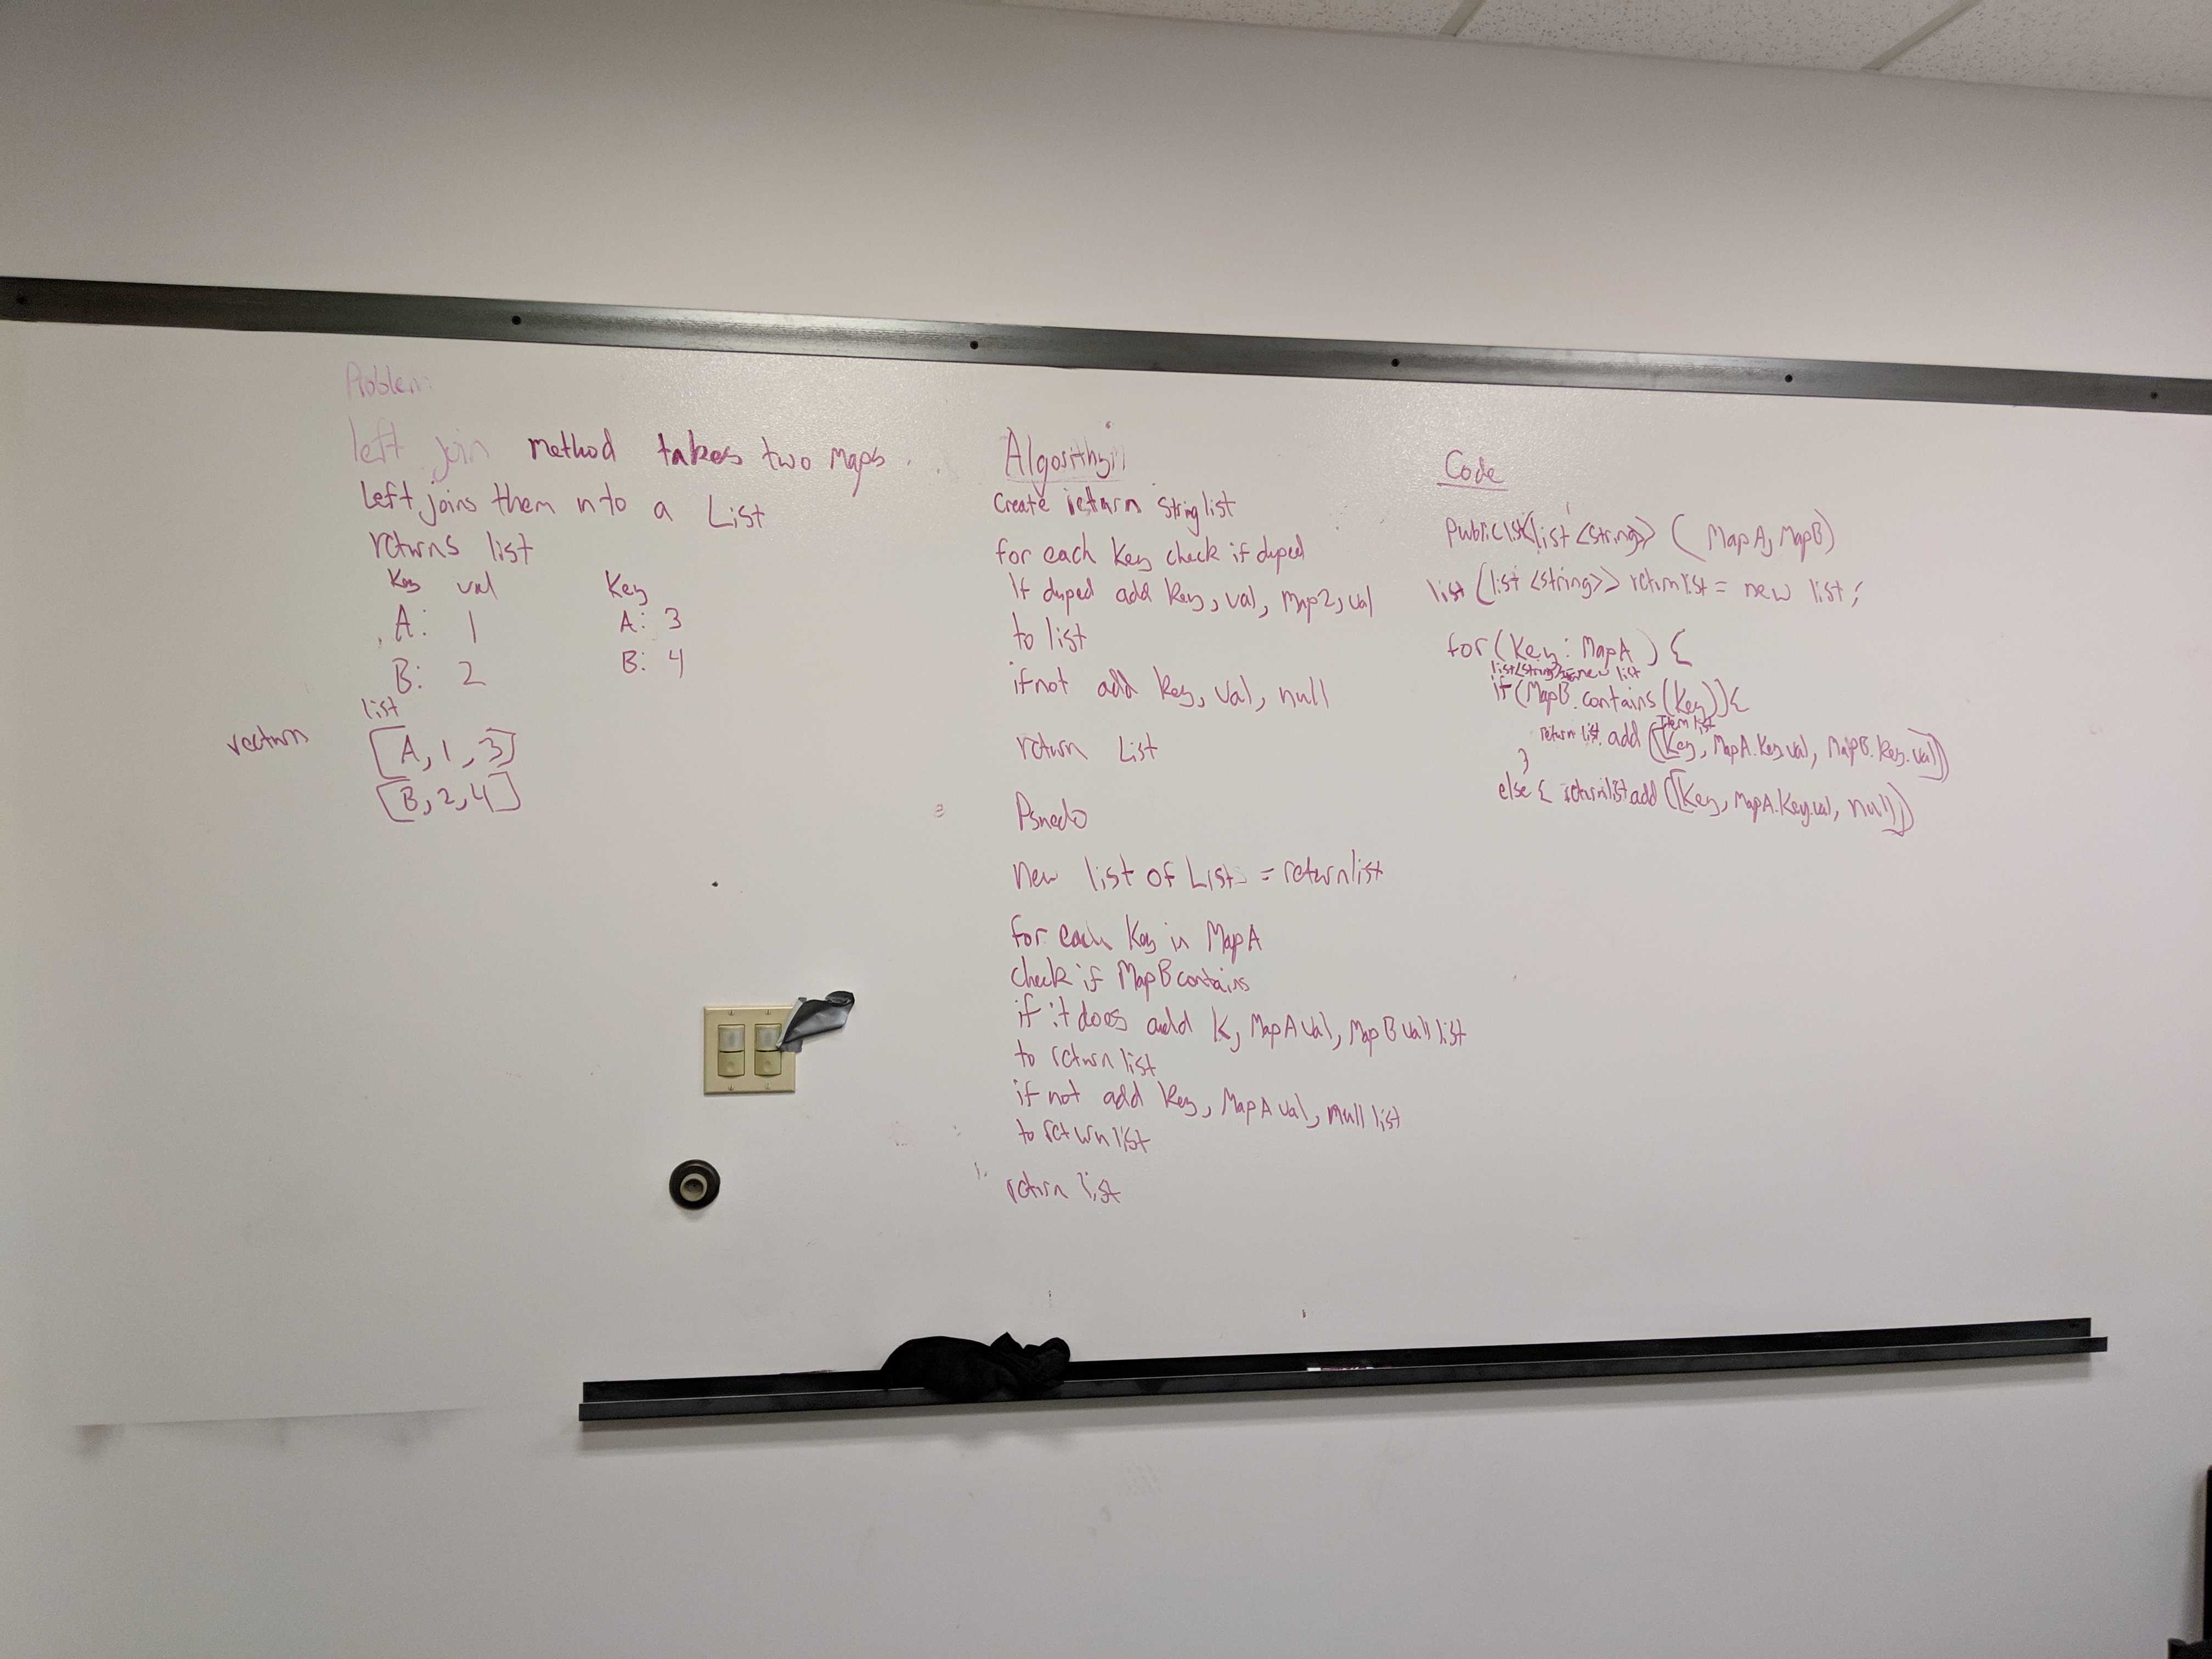 Problem:
left join method takes two Maps
Left joins them into a List
returns list
Key val Key
A: 1 A: 3
B: 2 B: 4
list
recturn [A, 1, 3]
[B, 2, 4]
Algorithm
Create return string list
for each Key check if duped
If duped add Key, val, Map2, val
to list
if not add Key, val, null
return List
Psuedo
new list of Lists = returnlist
for each Key in MapA
check if MapB contains
if it does add K, MapA val, MapB val list
to return list
if not add Key, MapA val, null list
to return list
return list
Code
public list<list<string>> (MapA, MapB)
list (list <string>> returnlist = new list;
for (Key : MapA) {
list<string> = new list
if (MapB.contains(Key)){
Item list
return list.add ([Key, MapA.Key.val, MapB.Key.val])
}
else { returnlist add ([Key, MapA.Key.val, null])